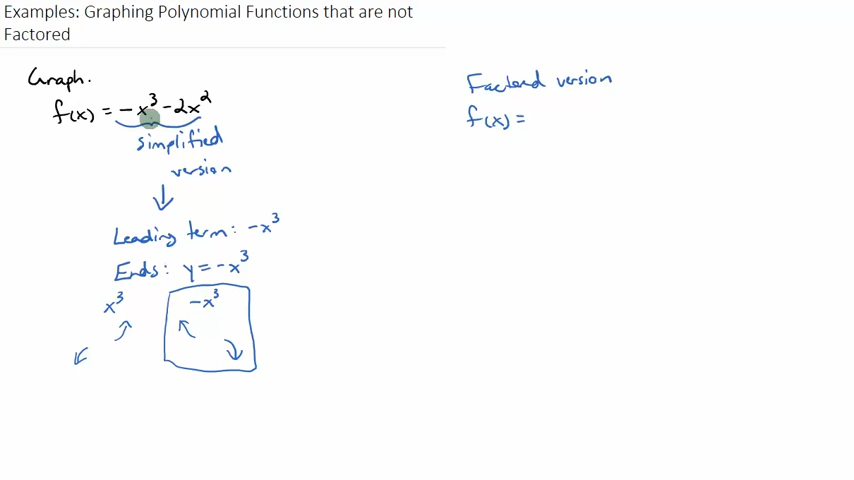 Examples: Graphing Polynomial Functions that are not
Factored
Graph.
f(x) = -x³ - 2x²
simplified
version
Leading term: -x³
Ends: y = -x³
x³
-x³
Factored version
f(x) =